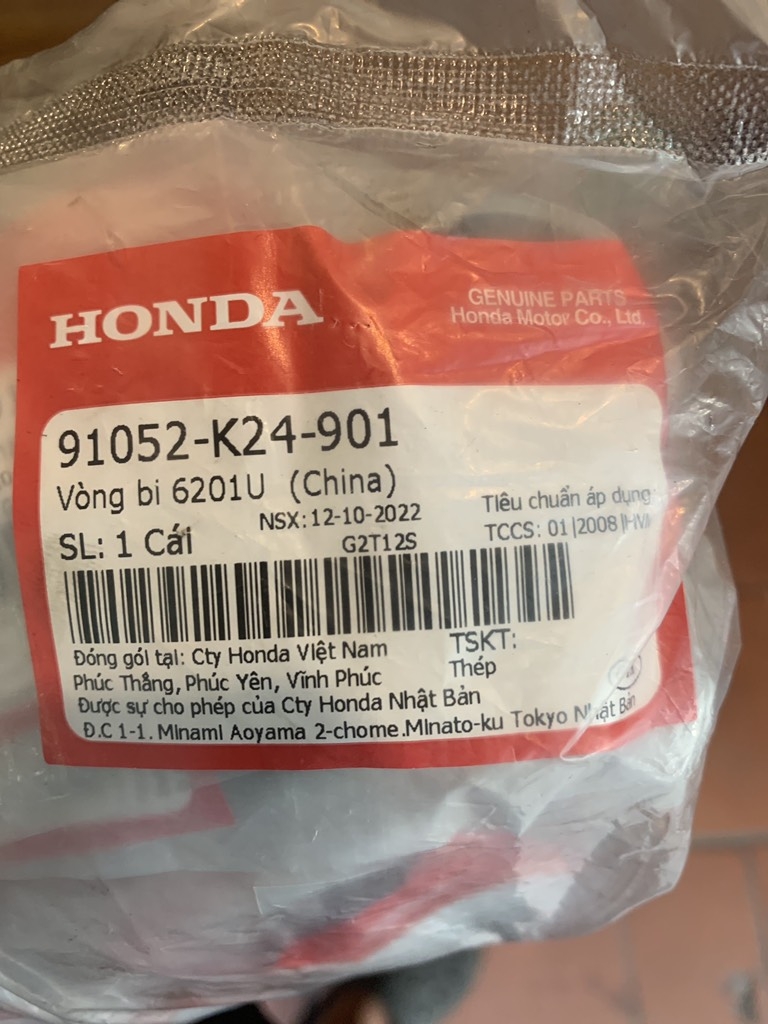 HONDA
GENUINE PARTS
Honda Motor Co., Ltd.
91052-K24-901
Vòng bi 6201U (China)
SL: 1 Cái
NSX: 12-10-2022
G2T12S
Tiêu chuẩn áp dụng:
TCCS: 01|2008|HVN
Đóng gói tại: Cty Honda Việt Nam
Phúc Thắng, Phúc Yên, Vĩnh Phúc
Được sự cho phép của Cty Honda Nhật Bản
Đ.C 1-1. Minami Aoyama 2-chome.Minato-ku Tokyo Nhật Bản
TSKT:
Thép